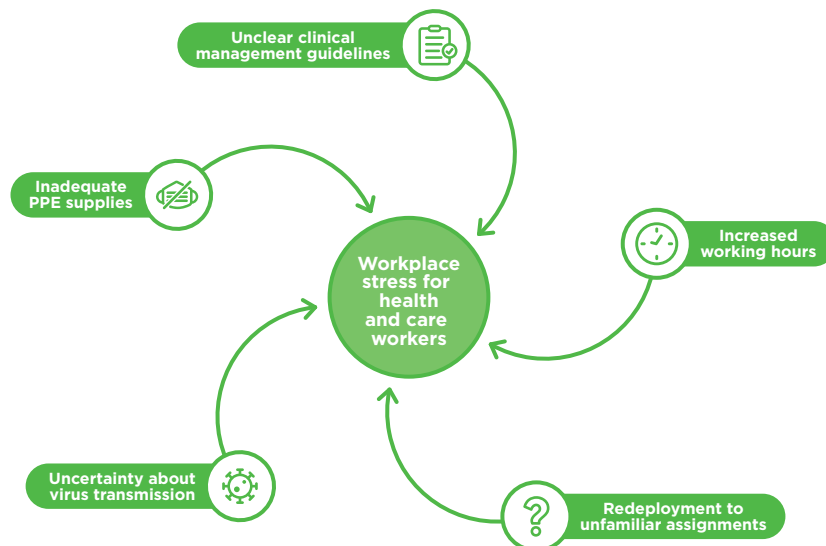 Unclear clinical
management guidelines
Inadequate
PPE supplies
Increased
working hours
Workplace
stress for
health
and care
workers
Uncertainty about
virus transmission
Redeployment to
unfamiliar assignments